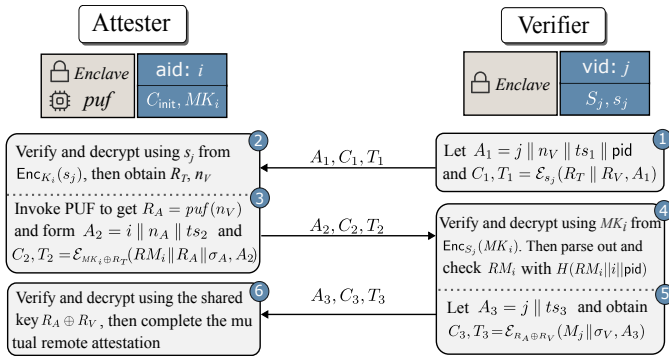 Attester
Verifier
Enclave
puf
aid: i
C_init, MK_i
Enclave
vid: j
S_j, s_j
1
Let A_1 = j ∥ n_V ∥ ts_1 ∥ pid
and C_1, T_1 = ℰ_{s_j}(R_T ∥ R_V, A_1)
A_1, C_1, T_1
2
Verify and decrypt using s_j from
Enc_{K_i}(s_j), then obtain R_T, n_V
3
Invoke PUF to get R_A = puf(n_V)
and form A_2 = i ∥ n_A ∥ ts_2 and
C_2, T_2 = ℰ_{MK_i⊕R_T}(RM_i∥R_A∥σ_A, A_2)
A_2, C_2, T_2
4
Verify and decrypt using MK_i from
Enc_{S_j}(MK_i). Then parse out and
check RM_i with H(RM_i||i||pid)
5
Let A_3 = j ∥ ts_3 and obtain
C_3, T_3 = ℰ_{R_A⊕R_V}(M_j∥σ_V, A_3)
A_3, C_3, T_3
6
Verify and decrypt using the shared
key R_A ⊕ R_V, then complete the mu
tual remote attestation